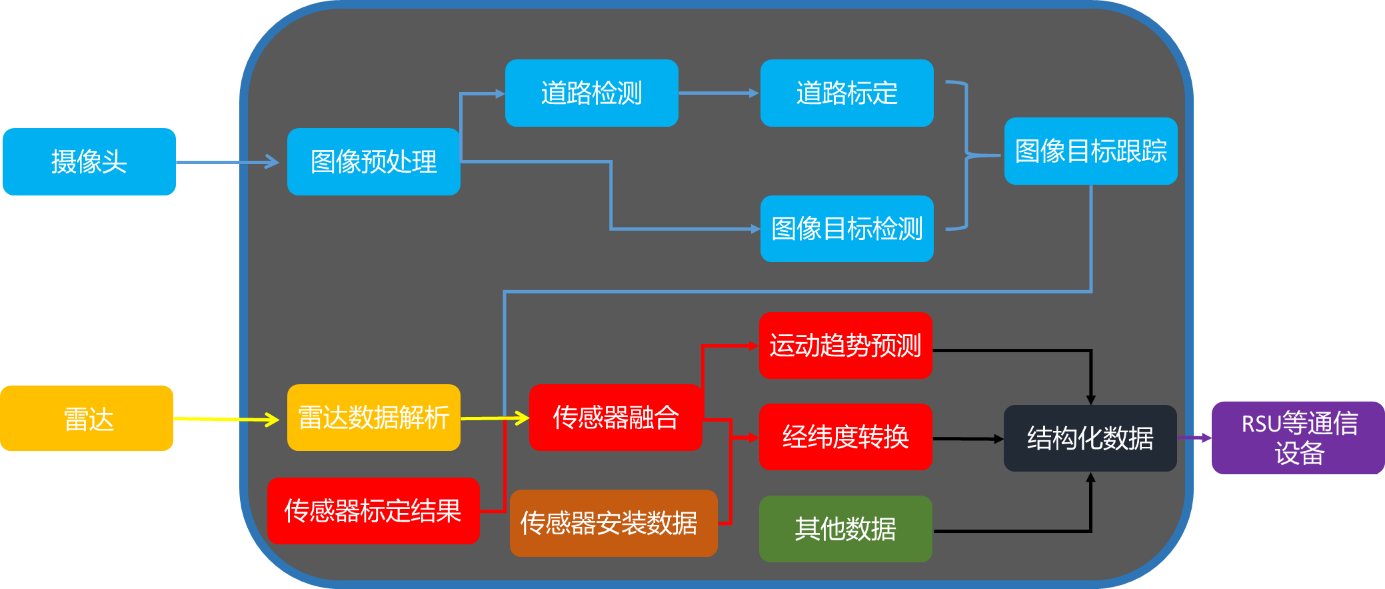 道路检测
道路标定
摄像头
图像预处理
图像目标跟踪
图像目标检测
运动趋势预测
雷达
雷达数据解析
传感器融合
经纬度转换
结构化数据
RSU等通信
设备
传感器标定结果
传感器安装数据
其他数据